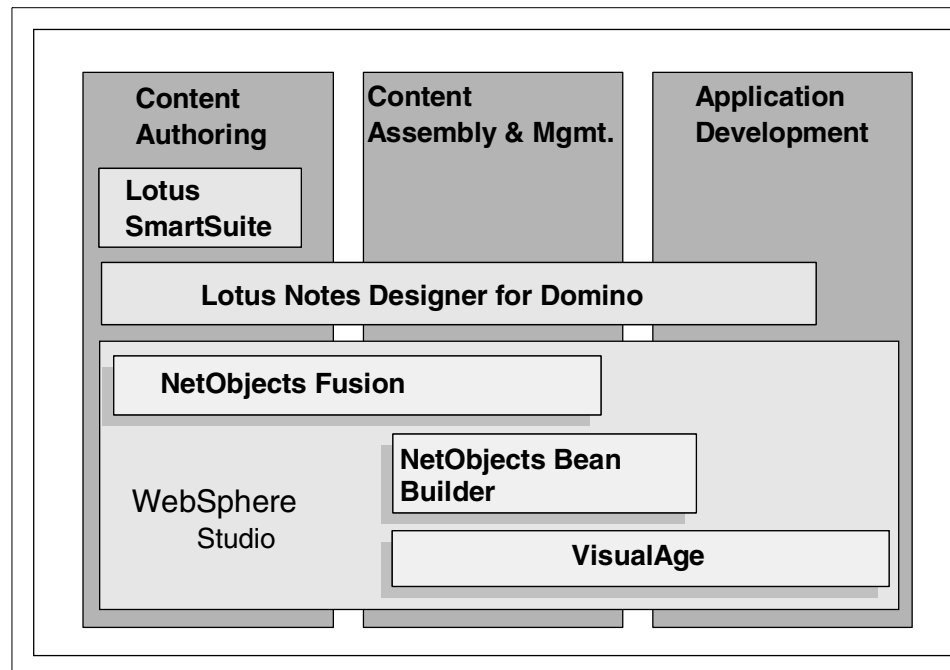 Content
Authoring
Content
Assembly & Mgmt.
Application
Development
Lotus
SmartSuite
Lotus Notes Designer for Domino
NetObjects Fusion
NetObjects Bean
Builder
WebSphere
Studio
VisualAge